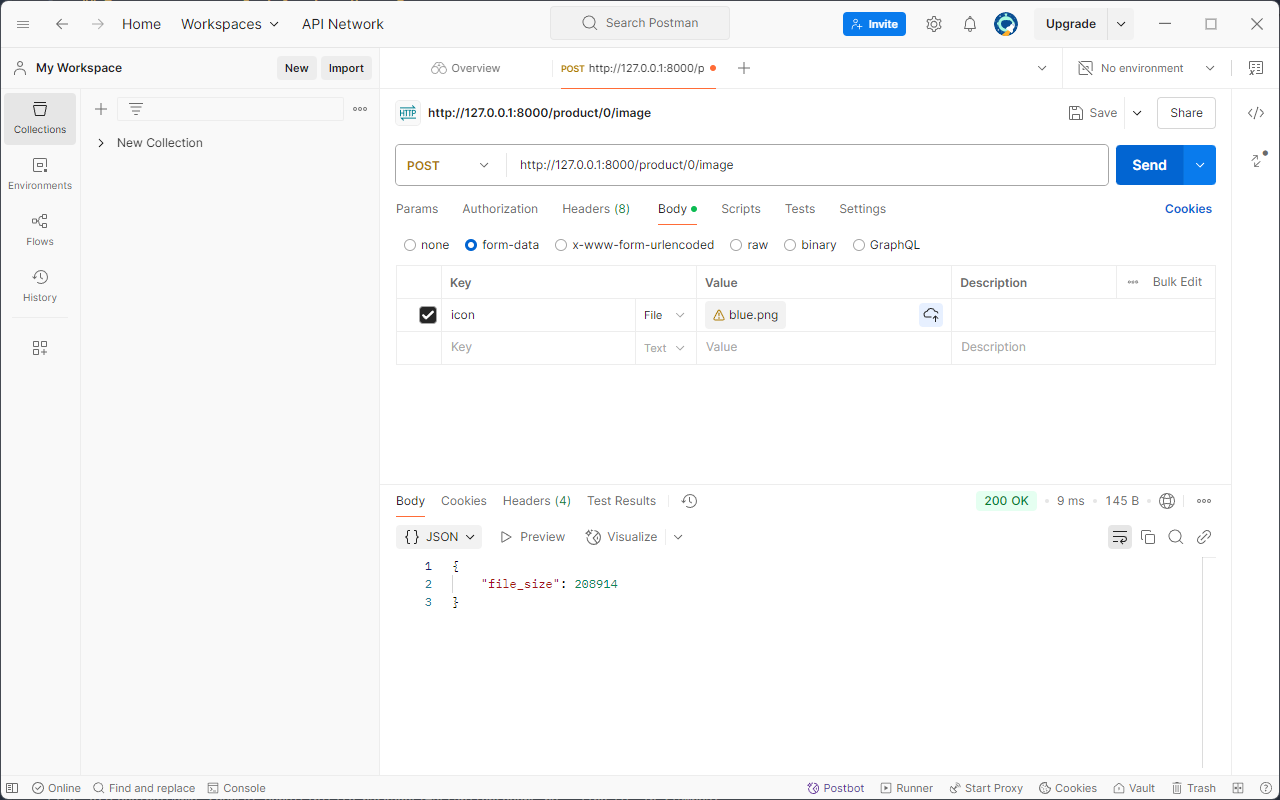 Home Workspaces API Network Search Postman Invite Upgrade
My Workspace New Import Overview POST http://127.0.0.1:8000/p No environment
Collections
Environments
Flows
History
New Collection
HTTP http://127.0.0.1:8000/product/0/image Save Share
POST http://127.0.0.1:8000/product/0/image Send
Params Authorization Headers (8) Body Scripts Tests Settings Cookies
none form-data x-www-form-urlencoded raw binary GraphQL
Key Value Description Bulk Edit
icon File blue.png
Key Text Value Description
Body Cookies Headers (4) Test Results 200 OK 9 ms 145 B
{} JSON Preview Visualize
1 {
2 "file_size": 208914
3 }
Online Find and replace Console Postbot Runner Start Proxy Cookies Vault Trash